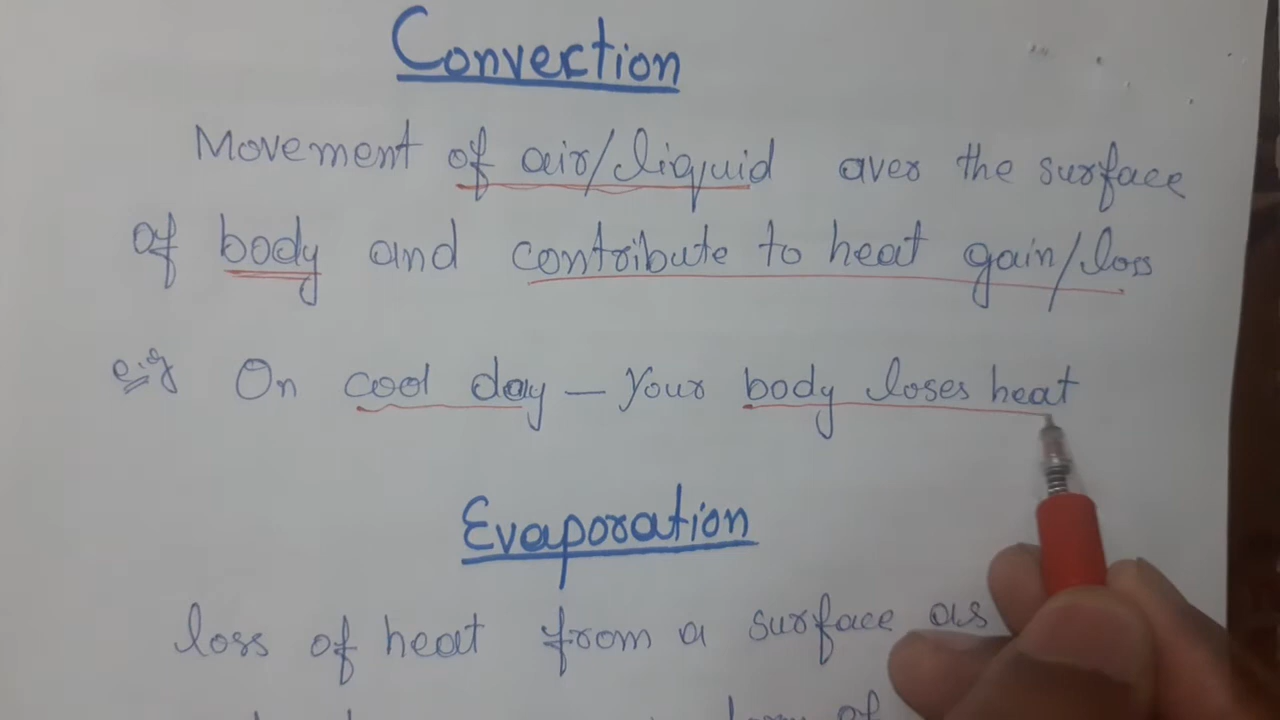 Convection
Movement of air/liquid over the surface
of body and contribute to heat gain/loss
e.g On cool day - Your body loses heat
Evaporation
loss of heat from a surface as
of